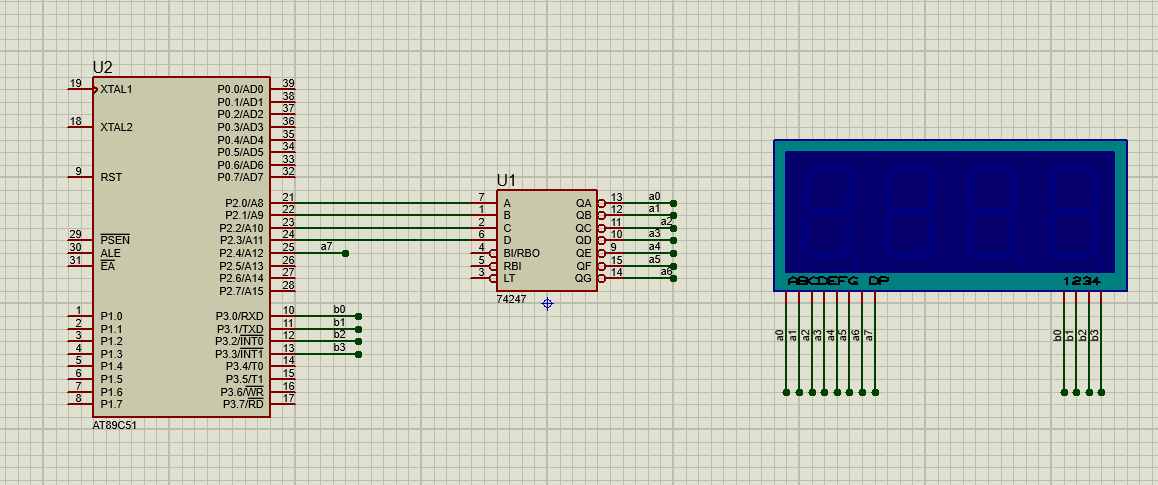 U2
19 XTAL1
18 XTAL2
9 RST
29 PSEN
30 ALE
31 EA
1 P1.0
2 P1.1
3 P1.2
4 P1.3
5 P1.4
6 P1.5
7 P1.6
8 P1.7
P0.0/AD0 39
P0.1/AD1 38
P0.2/AD2 37
P0.3/AD3 36
P0.4/AD4 35
P0.5/AD5 34
P0.6/AD6 33
P0.7/AD7 32
P2.0/A8 21
P2.1/A9 22
P2.2/A10 23
P2.3/A11 24
P2.4/A12 25 a7
P2.5/A13 26
P2.6/A14 27
P2.7/A15 28
P3.0/RXD 10 b0
P3.1/TXD 11 b1
P3.2/INT0 12 b2
P3.3/INT1 13 b3
P3.4/T0 14
P3.5/T1 15
P3.6/WR 16
P3.7/RD 17
AT89C51
U1
7 A QA 13 a0
1 B QB 12 a1
2 C QC 11 a2
6 D QD 10 a3
4 BI/RBO QE 9 a4
5 RBI QF 15 a5
3 LT QG 14 a6
74247
ABCDEFG DP 1234
a0 a1 a2 a3 a4 a5 a6 a7 b0 b1 b2 b3